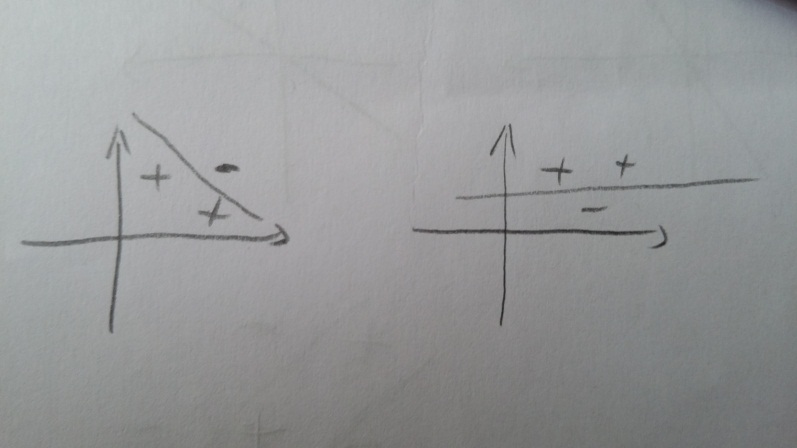 + -
+
+ +
-